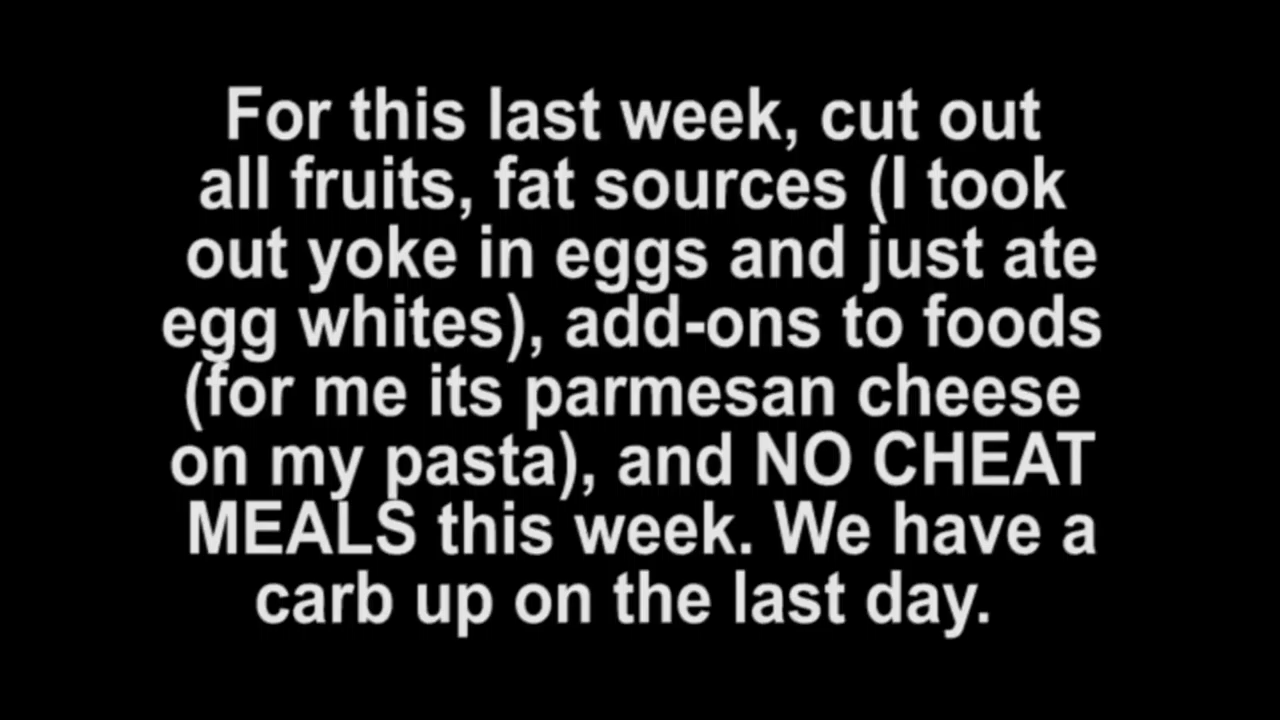 For this last week, cut out
all fruits, fat sources (I took
out yoke in eggs and just ate
egg whites), add-ons to foods
(for me its parmesan cheese
on my pasta), and NO CHEAT
MEALS this week. We have a
carb up on the last day.